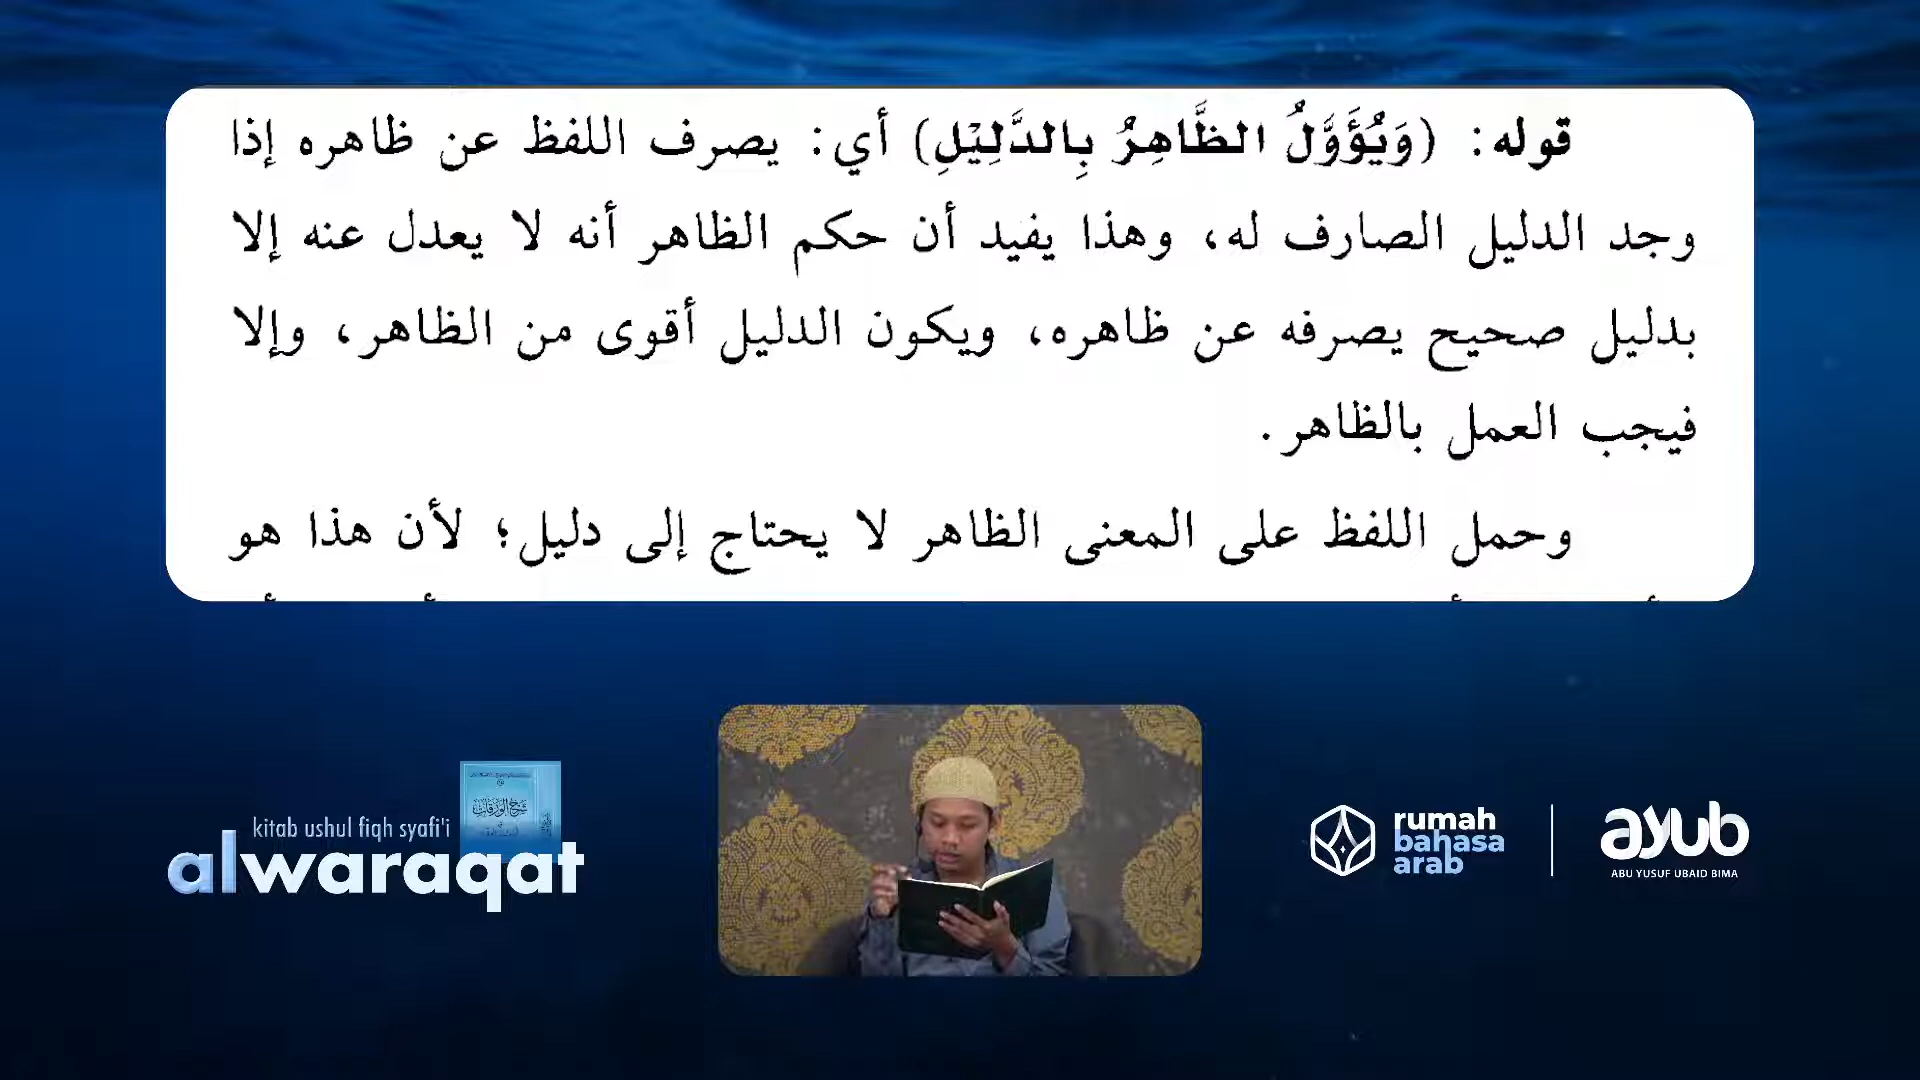 قوله: (وَيُؤَوَّلُ الظَّاهِرُ بِالدَّلِيْلِ) أي: يصرف اللفظ عن ظاهره إذا
وجد الدليل الصارف له، وهذا يفيد أن حكم الظاهر أنه لا يعدل عنه إلا
بدليل صحيح يصرفه عن ظاهره، ويكون الدليل أقوى من الظاهر، وإلا
فيجب العمل بالظاهر.
وحمل اللفظ على المعنى الظاهر لا يحتاج إلى دليل؛ لأن هذا هو
شرح الورقات
kitab ushul fiqh syafi'i
alwaraqat
rumah
bahasa
arab
ayub
ABU YUSUF UBAID BIMA